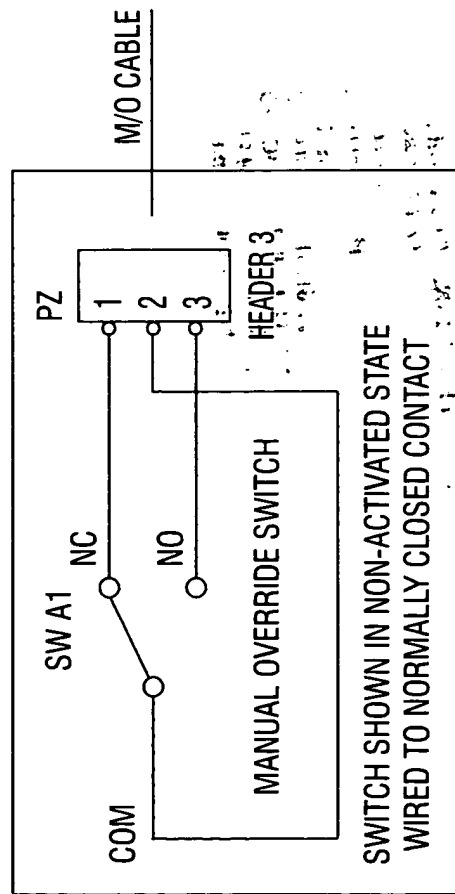 M/O CABLE
PZ
1
2
3
HEADER 3
SW A1
NC
NO
COM
MANUAL OVERRIDE SWITCH
SWITCH SHOWN IN NON-ACTIVATED STATE
WIRED TO NORMALLY CLOSED CONTACT